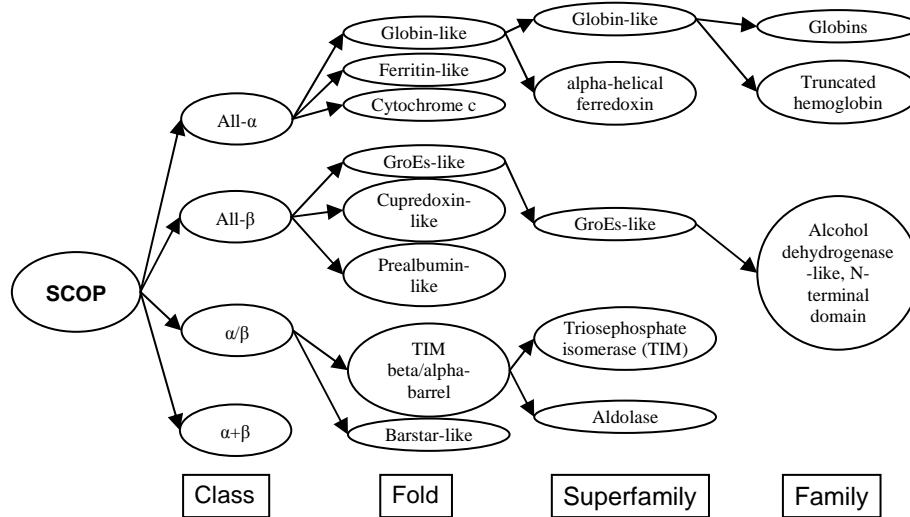 SCOP
All-α
All-β
α/β
α+β
Globin-like
Ferritin-like
Cytochrome c
GroEs-like
Cupredoxin-
like
Prealbumin-
like
TIM
beta/alpha-
barrel
Barstar-like
Globin-like
alpha-helical
ferredoxin
GroEs-like
Triosephosphate
isomerase (TIM)
Aldolase
Globins
Truncated
hemoglobin
Alcohol
dehydrogenase
-like, N-
terminal
domain
Class
Fold
Superfamily
Family